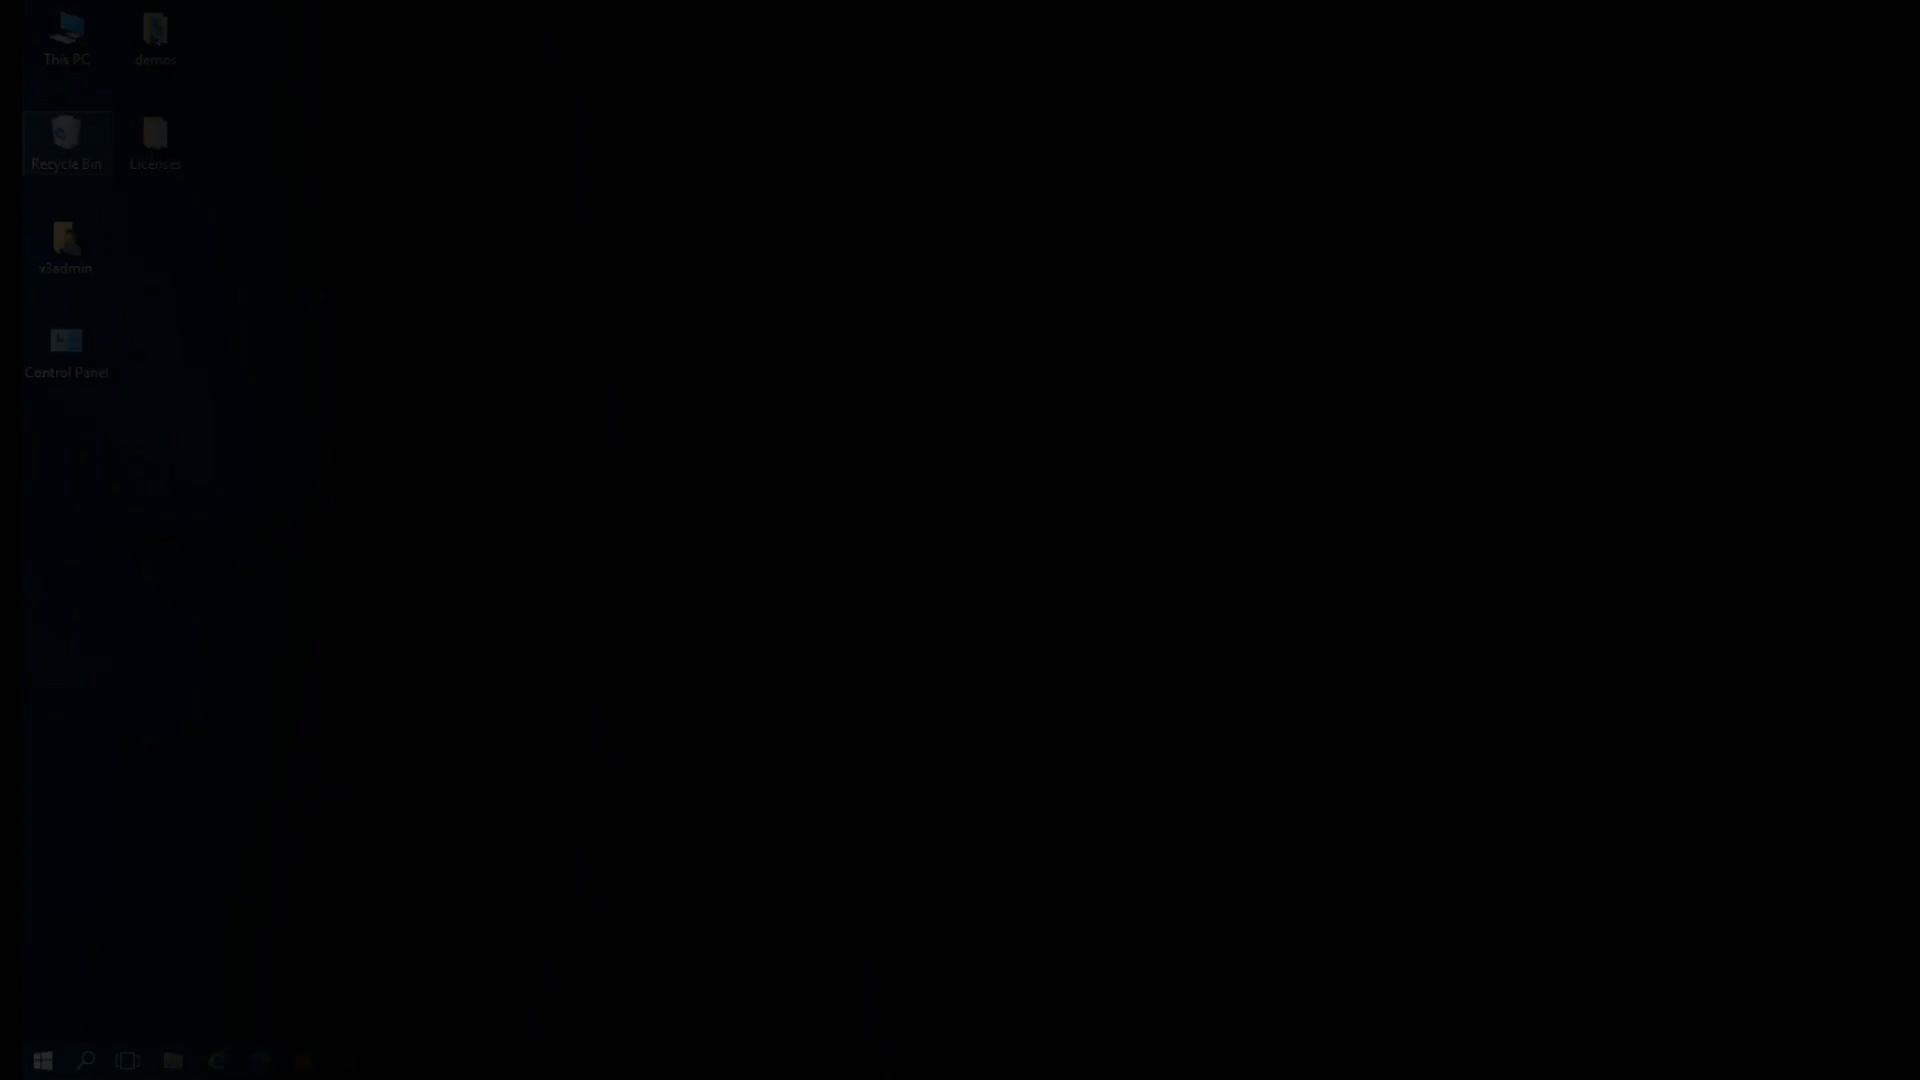 This PC
demos
Recycle Bin
Licenses
x3admin
Control Panel